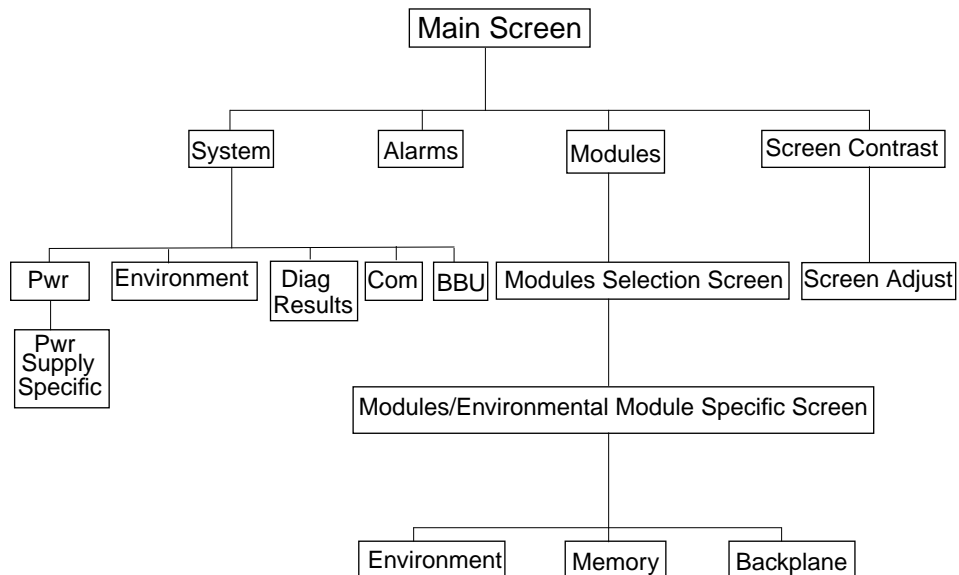 Main Screen
System
Alarms
Modules
Screen Contrast
Pwr
Environment
Diag
Results
Com
BBU
Modules Selection Screen
Screen Adjust
Pwr
Supply
Specific
Modules/Environmental Module Specific Screen
Environment
Memory
Backplane